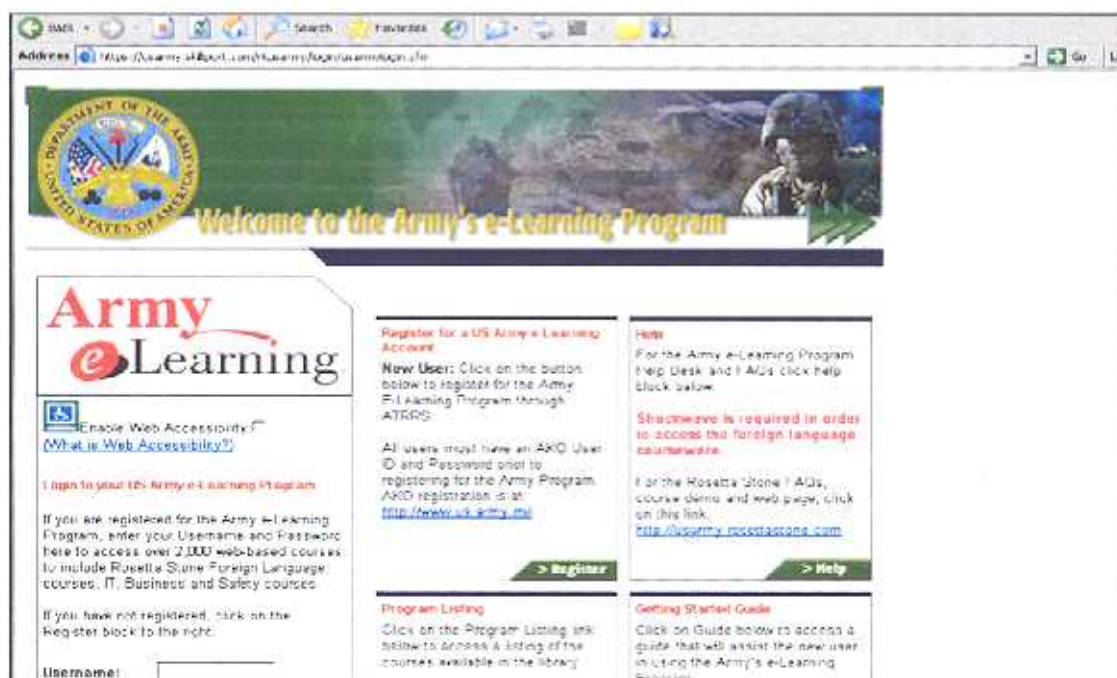 Back
Search
Favorites
Address
Go
DEPARTMENT OF THE ARMY
UNITED STATES OF AMERICA
Welcome to the Army's e-Learning Program
Army
eLearning
Enable Web Accessibility
(What is Web Accessibility?)
Login to your US Army e-Learning Program
If you are registered for the Army e-Learning
Program, enter your Username and Password
here to access over 2,000 web-based courses
to include Rosetta Stone Foreign Language
courses, IT, Business and Safety courses
If you have not registered, click on the
Register block to the right.
Username:
Register for a US Army e-Learning
Account
New User: Click on the button
below to register for the Army
E-Learning Program through
ATRRS
All users must have an AKO User
ID and Password prior to
registering for the Army Program.
AKO registration is at
http://www.us.army.mil
> Register
Program Listing
Click on the Program Listing link
below to access a listing of the
courses available in the library
Help
For the Army e-Learning Program
Help Desk and FAQs click help
block below.
Shockwave is required in order
to access the foreign language
courseware.
For the Rosetta Stone FAQs,
course demo and web page, click
on this link.
http://usarmy.rosettastone.com
> Help
Getting Started Guide
Click on Guide below to access a
guide that will assist the new user
in using the Army's e-Learning